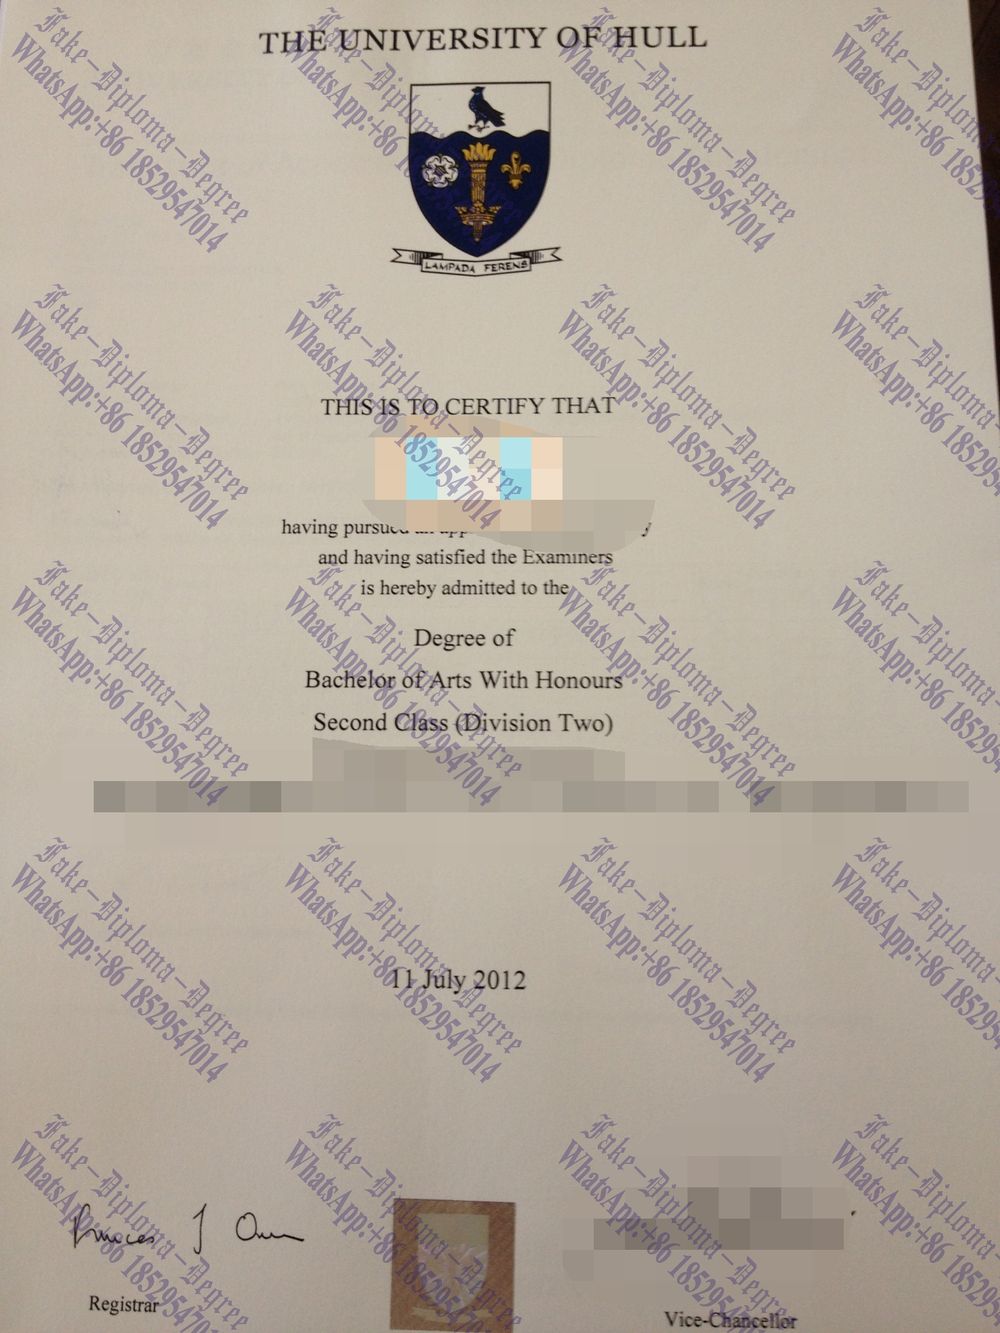 THE UNIVERSITY OF HULL
LAMPADA FERENS
THIS IS TO CERTIFY THAT
having pursued an
and having satisfied the Examiners
is hereby admitted to the
Degree of
Bachelor of Arts With Honours
Second Class (Division Two)
11 July 2012
Registrar
Vice-Chancellor
Fake-Diploma-Degree
WhatsApp:+86 18529547014